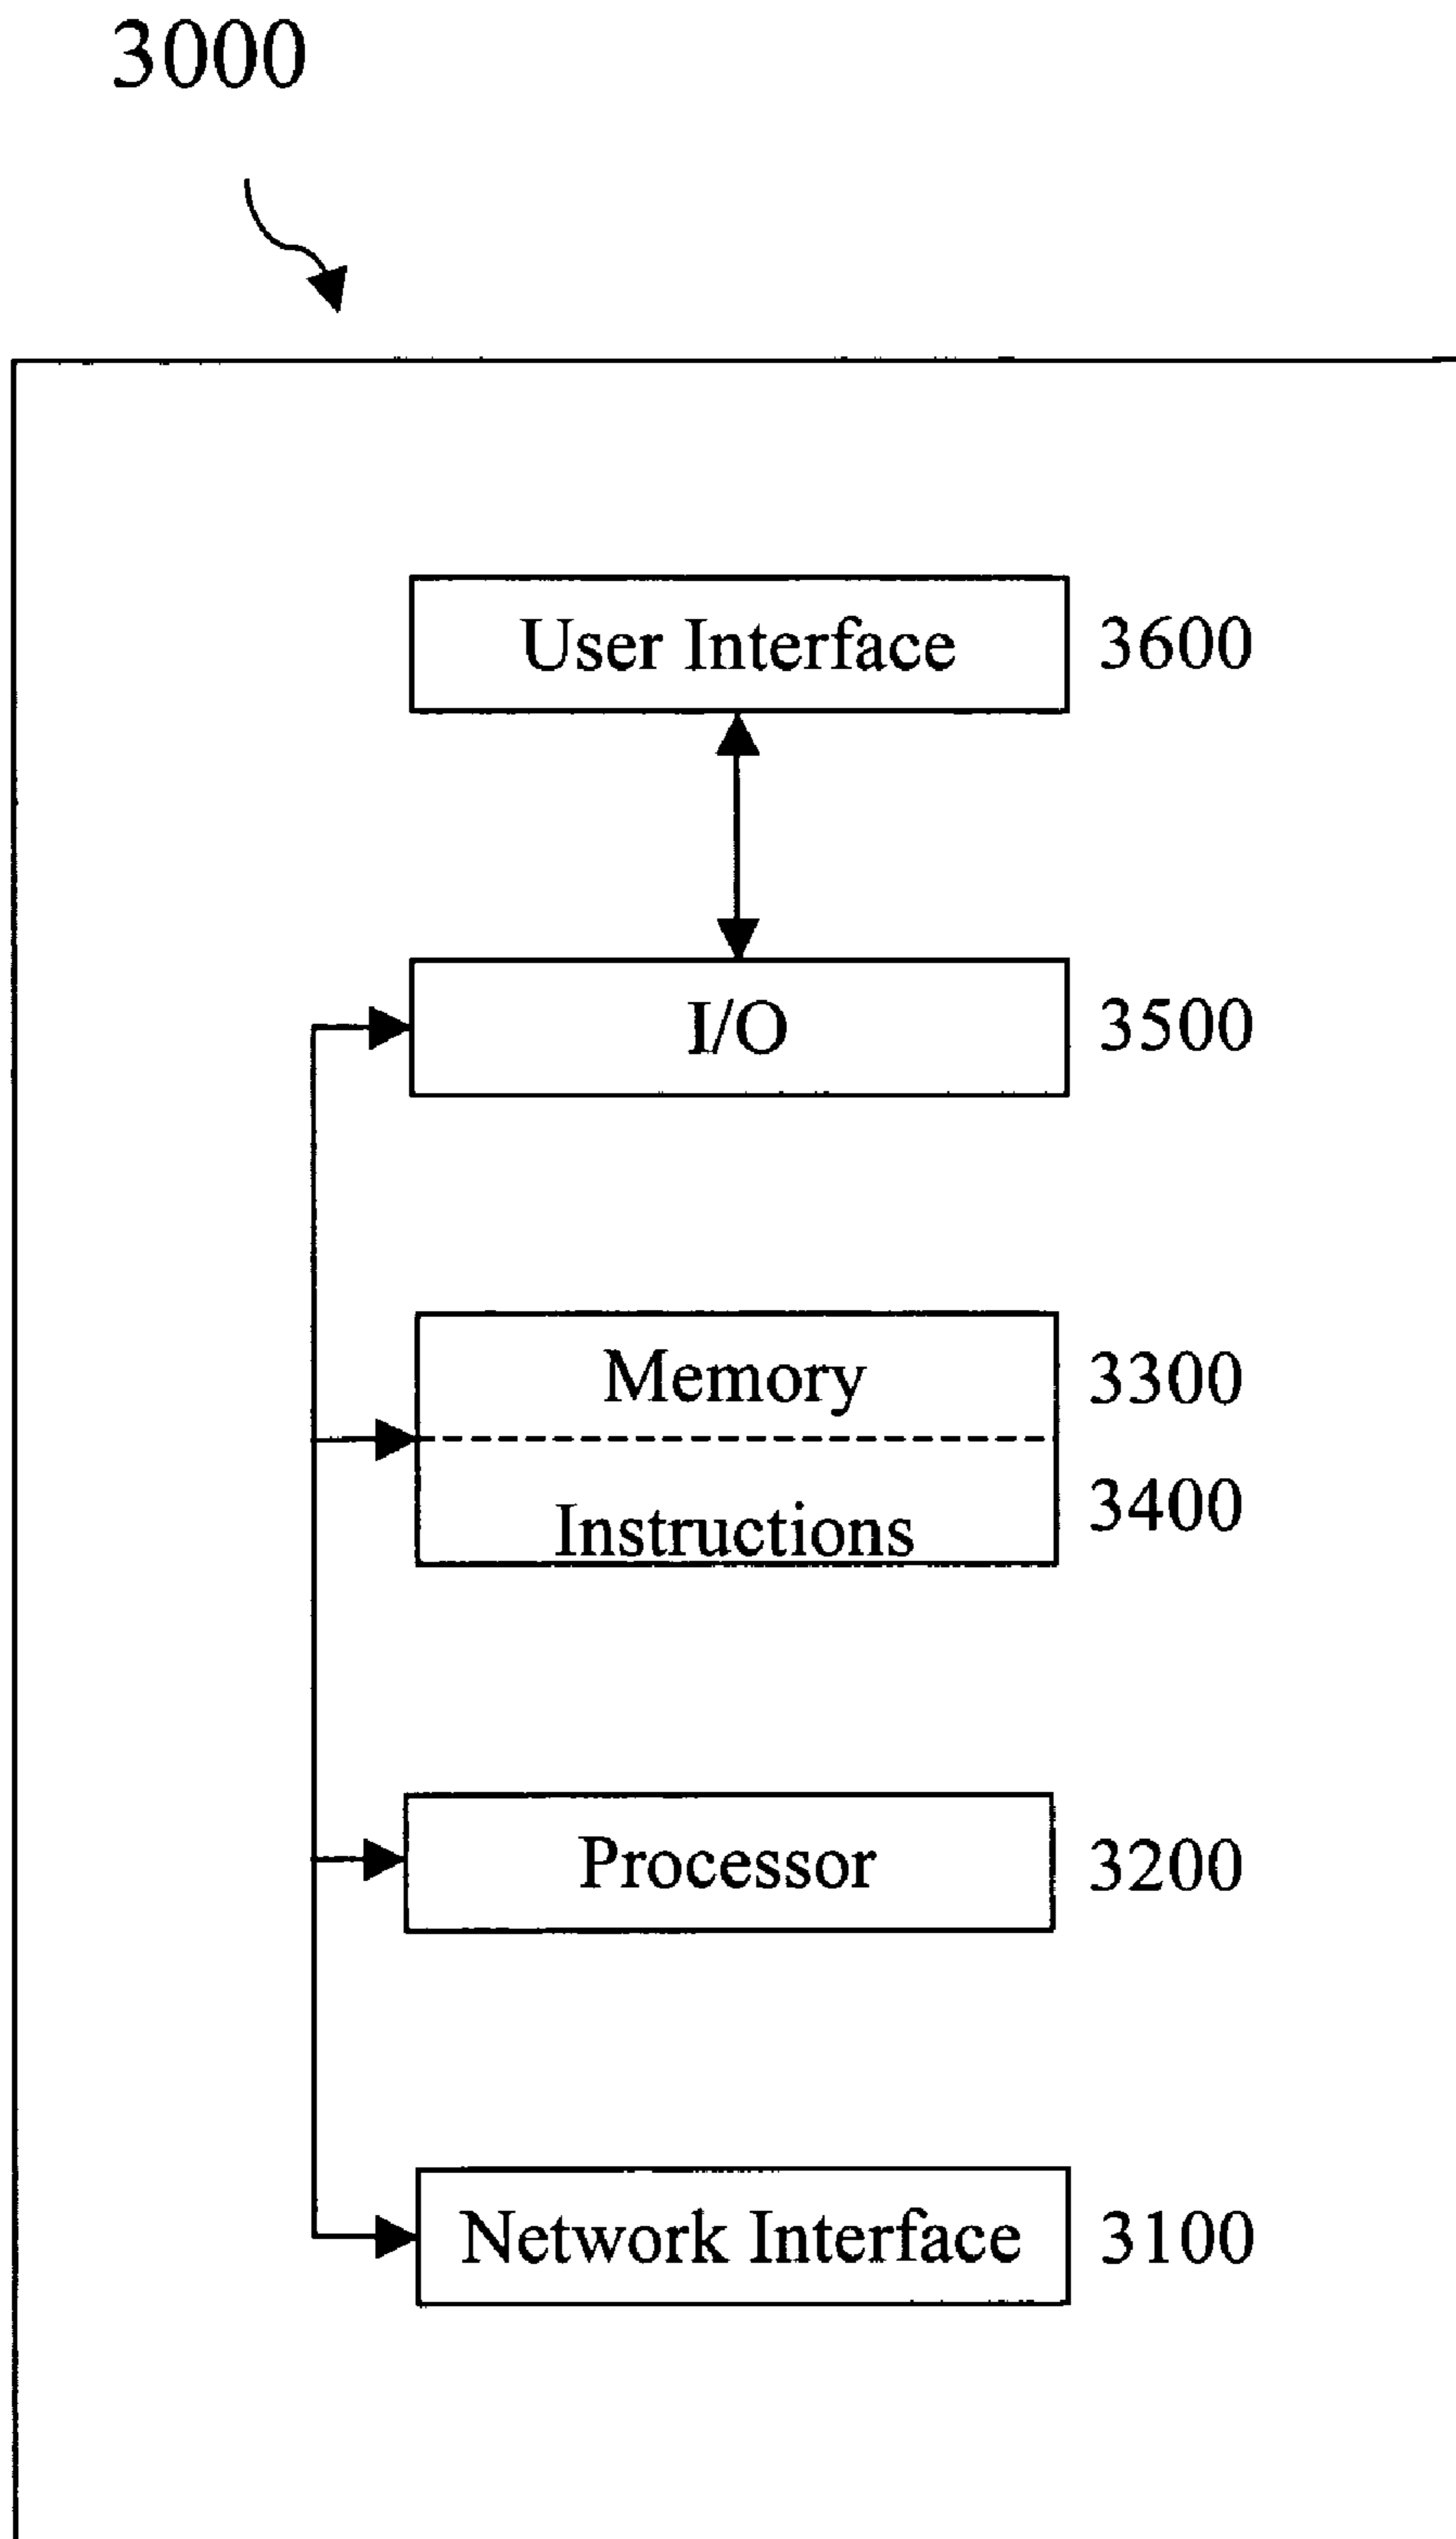 3000
User Interface 3600
I/O 3500
Memory 3300
Instructions 3400
Processor 3200
Network Interface 3100